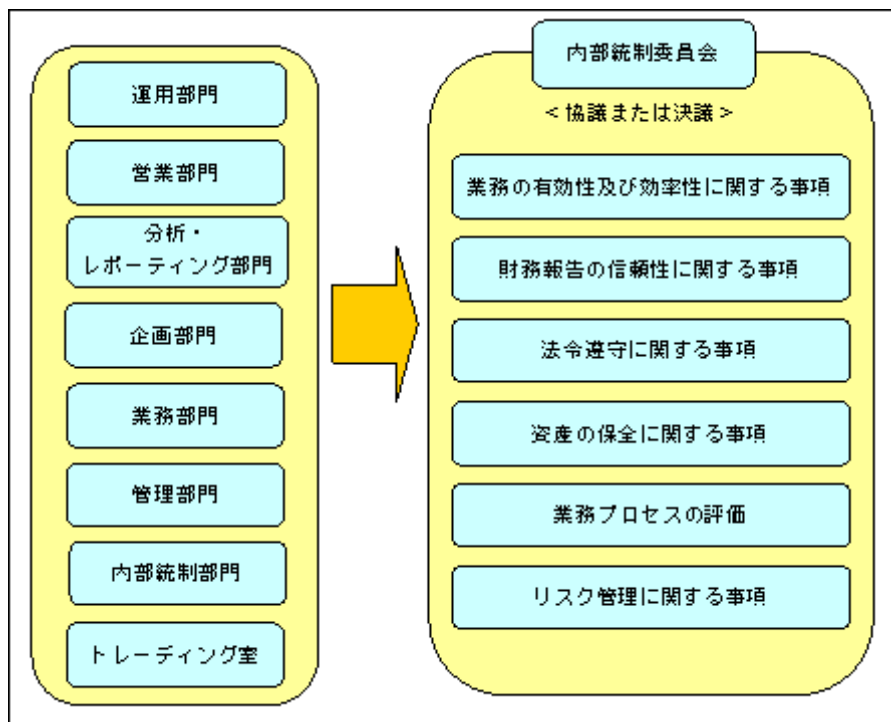 運用部門
営業部門
分析・
レポーティング部門
企画部門
業務部門
管理部門
内部統制部門
トレーディング室
内部統制委員会
＜協議または決議＞
業務の有効性及び効率性に関する事項
財務報告の信頼性に関する事項
法令遵守に関する事項
資産の保全に関する事項
業務プロセスの評価
リスク管理に関する事項